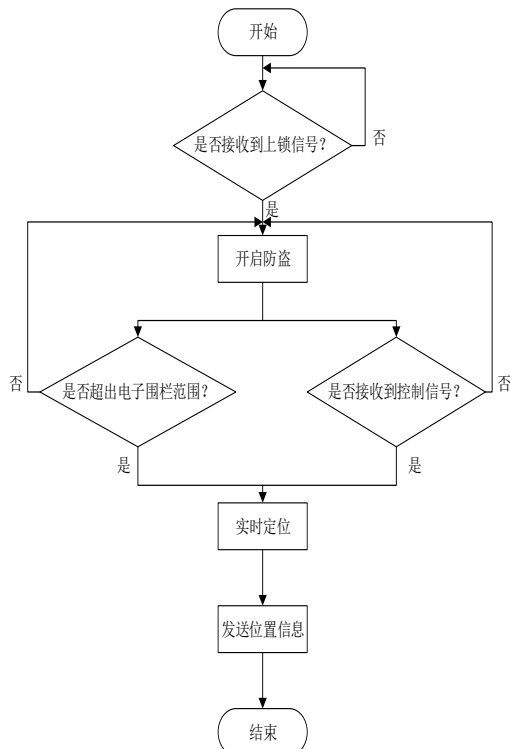 开始
是否接收到上锁信号？
否
是
开启防盗
否
是否超出电子围栏范围？
是否接收到控制信号？
否
是
是
实时定位
发送位置信息
结束